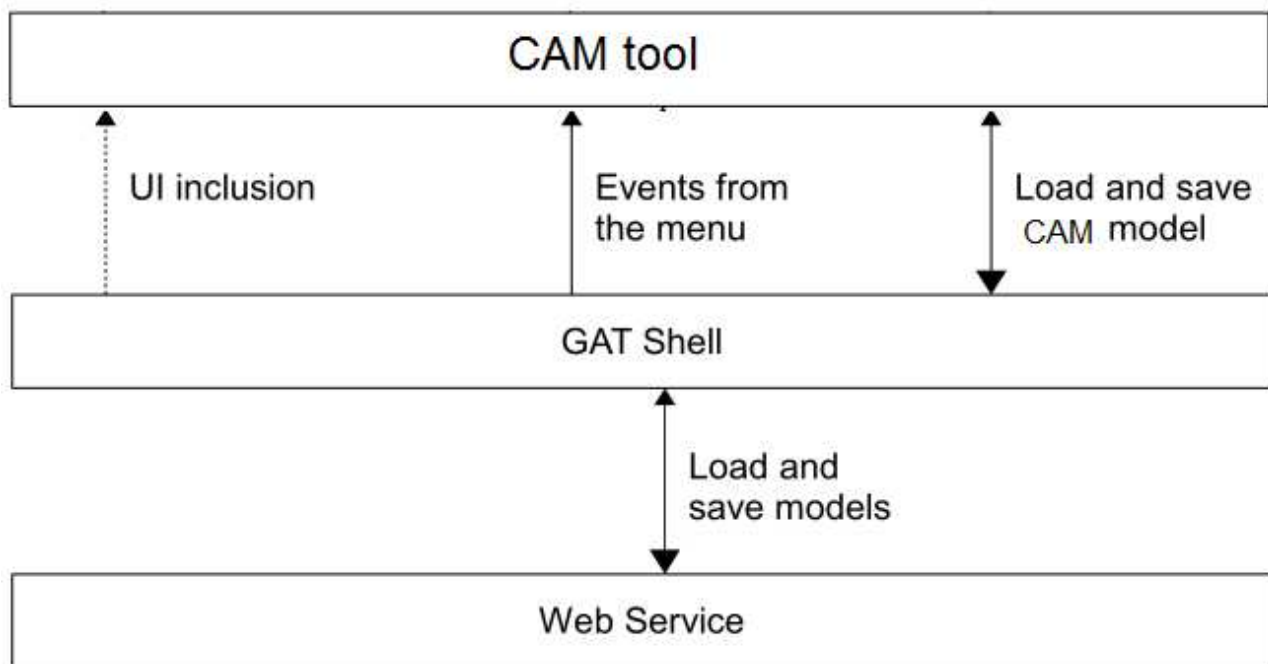 CAM tool
UI inclusion
Events from
the menu
Load and save
CAM model
GAT Shell
Load and
save models
Web Service